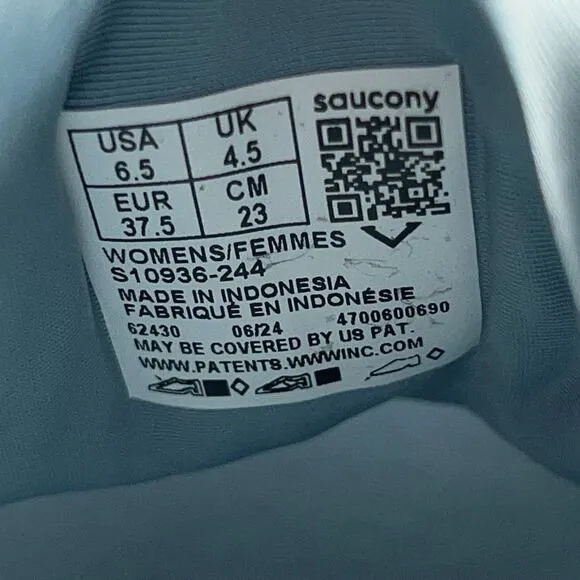 saucony
USA UK
6.5 4.5
EUR CM
37.5 23
WOMENS/FEMMES
S10936-244
MADE IN INDONESIA
FABRIQUÉ EN INDONÉSIE
62430 06/24 4700600690
MAY BE COVERED BY US PAT.
WWW.PATENTS.WWWINC.COM